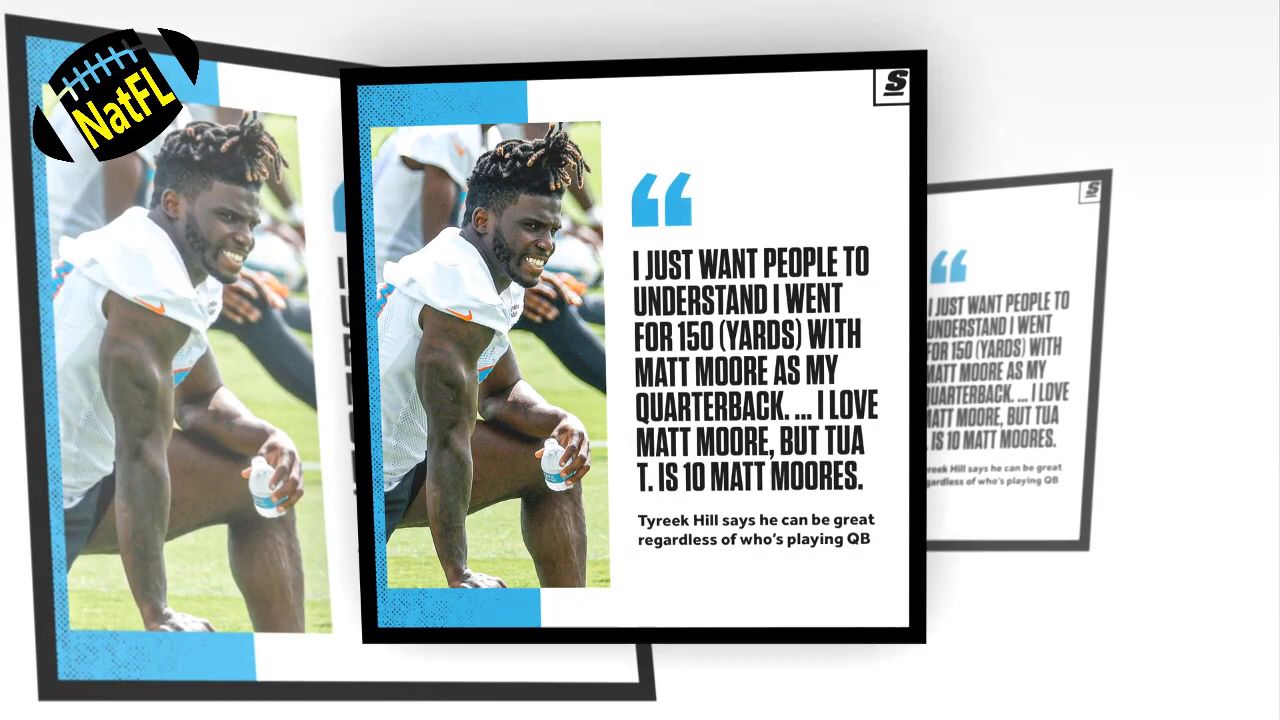 NatFL
S
I JUST WANT PEOPLE TO
UNDERSTAND I WENT
FOR 150 (YARDS) WITH
MATT MOORE AS MY
QUARTERBACK. ... I LOVE
MATT MOORE, BUT TUA
T. IS 10 MATT MOORES.
Tyreek Hill says he can be great
regardless of who's playing QB
S
I JUST WANT PEOPLE TO
UNDERSTAND I WENT
FOR 150 (YARDS) WITH
MATT MOORE AS MY
QUARTERBACK. ... I LOVE
MATT MOORE, BUT TUA
. IS 10 MATT MOORES.
yreek Hill says he can be great
gardless of who's playing QB